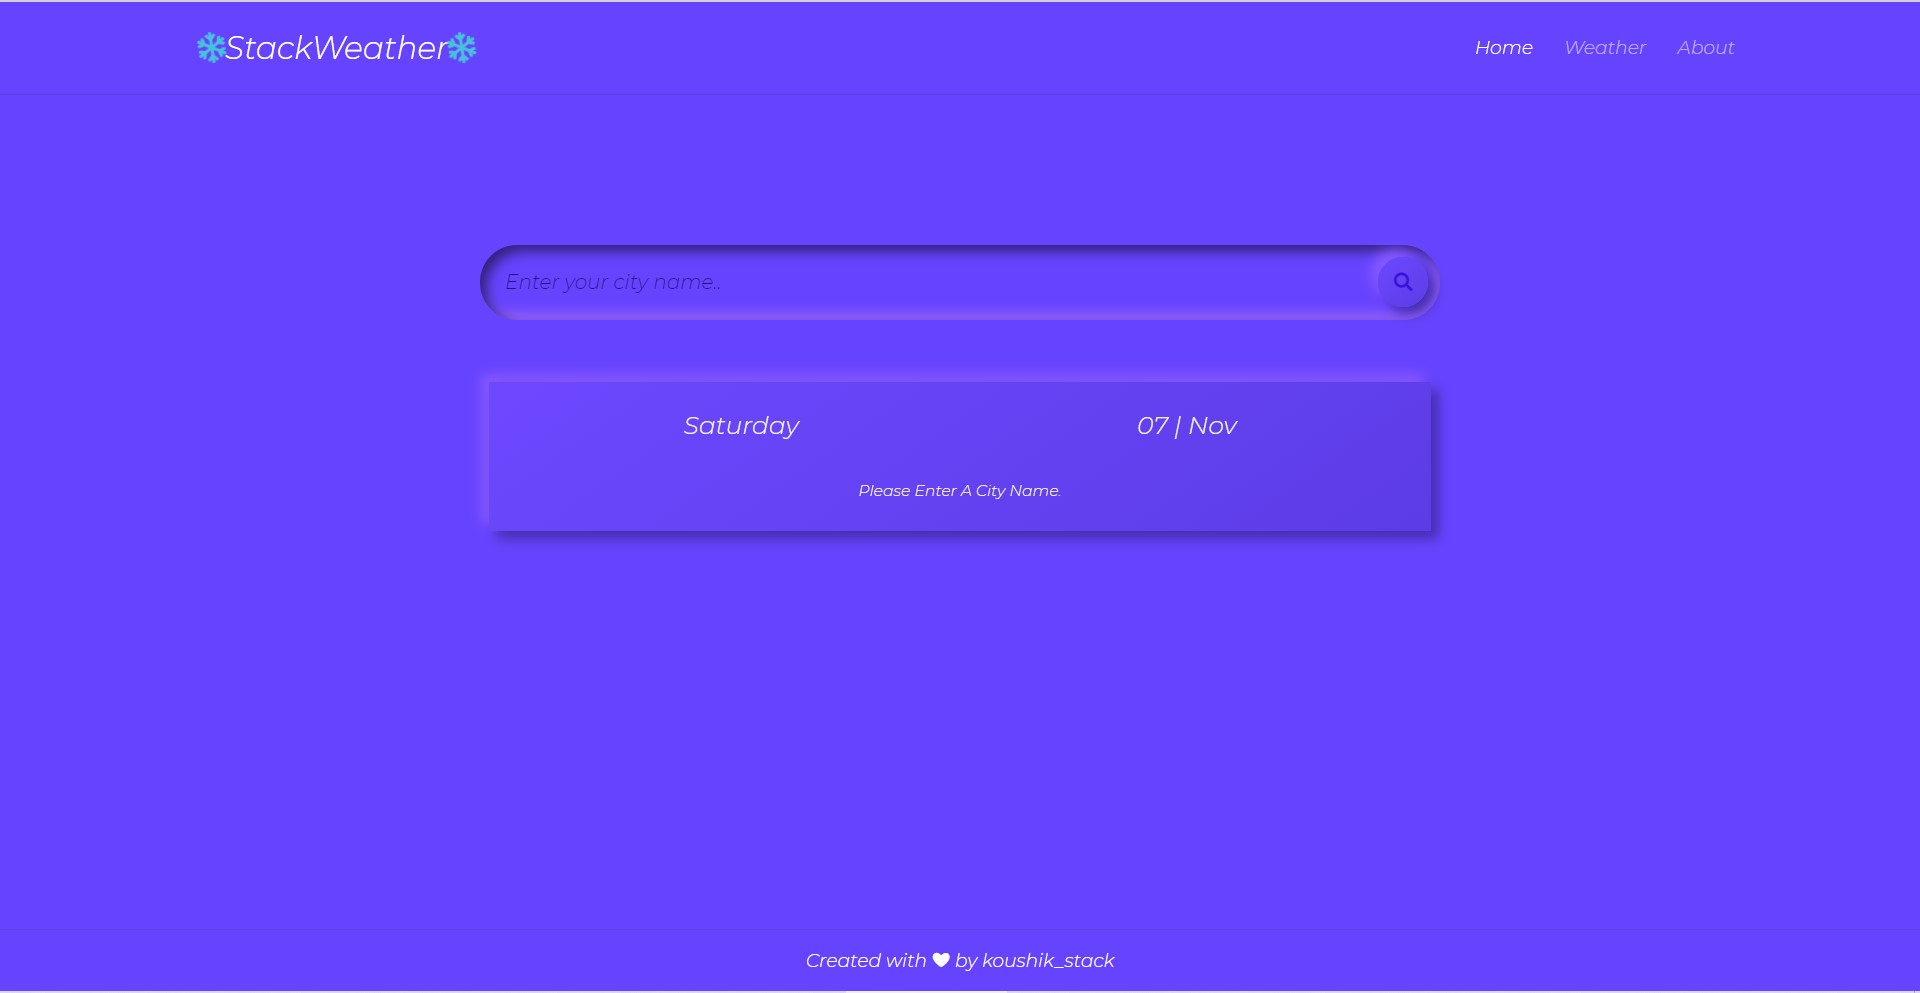 StackWeather
Home Weather About
Enter your city name..
Saturday 07 | Nov
Please Enter A City Name.
Created with ♥ by koushik_stack